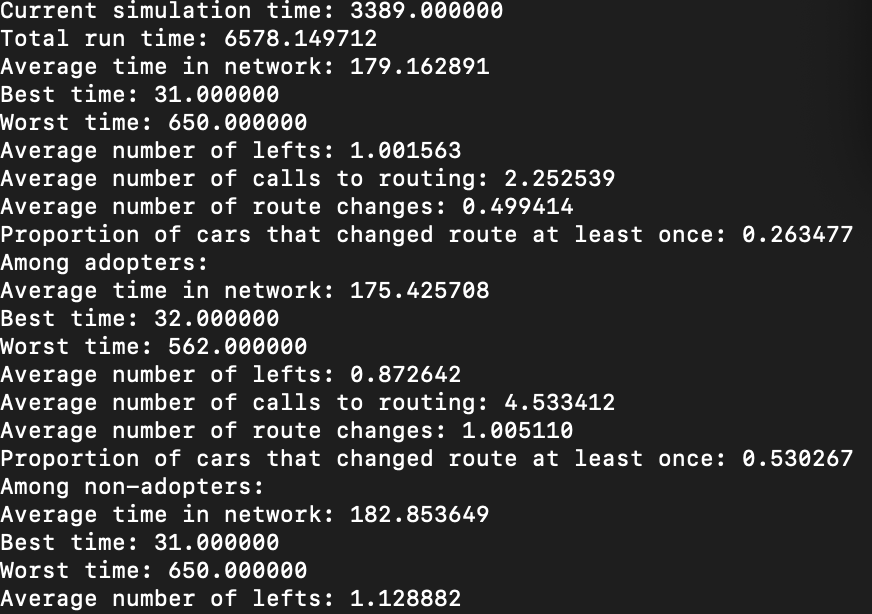 Current simulation time: 3389.000000
Total run time: 6578.149712
Average time in network: 179.162891
Best time: 31.000000
Worst time: 650.000000
Average number of lefts: 1.001563
Average number of calls to routing: 2.252539
Average number of route changes: 0.499414
Proportion of cars that changed route at least once: 0.263477
Among adopters:
Average time in network: 175.425708
Best time: 32.000000
Worst time: 562.000000
Average number of lefts: 0.872642
Average number of calls to routing: 4.533412
Average number of route changes: 1.005110
Proportion of cars that changed route at least once: 0.530267
Among non-adopters:
Average time in network: 182.853649
Best time: 31.000000
Worst time: 650.000000
Average number of lefts: 1.128882